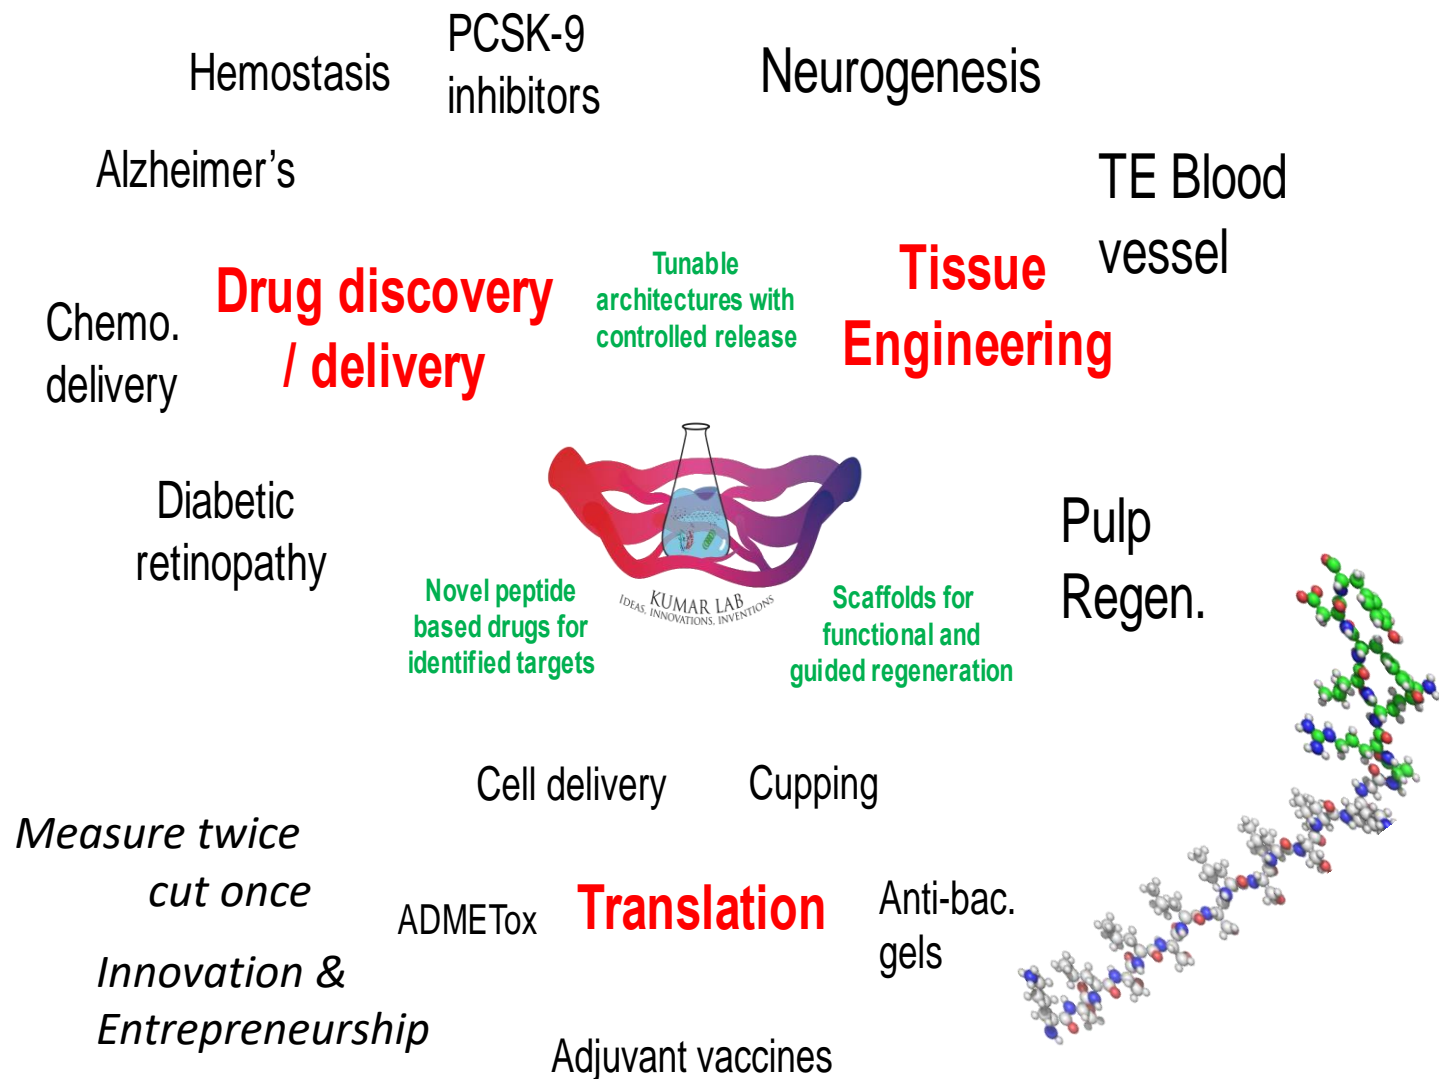 PCSK-9
inhibitors
Hemostasis
Neurogenesis
Alzheimer’s
TE Blood
vessel
Drug discovery
/ delivery
Tunable
architectures with
controlled release
Tissue
Engineering
Chemo.
delivery
Diabetic
retinopathy
Pulp
Regen.
KUMAR LAB
IDEAS, INNOVATIONS, INVENTIONS
Novel peptide
based drugs for
identified targets
Scaffolds for
functional and
guided regeneration
Cell delivery
Cupping
Measure twice
cut once
ADMETox
Translation
Anti-bac.
gels
Innovation &
Entrepreneurship
Adjuvant vaccines